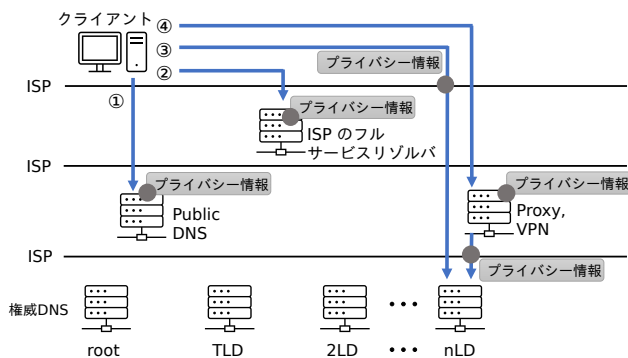 クライアント
④
③
②
①
プライバシー情報
ISP
プライバシー情報
ISP のフル
サービスリゾルバ
ISP
プライバシー情報
プライバシー情報
Public
DNS
Proxy,
VPN
ISP
プライバシー情報
権威DNS
root
TLD
2LD
nLD